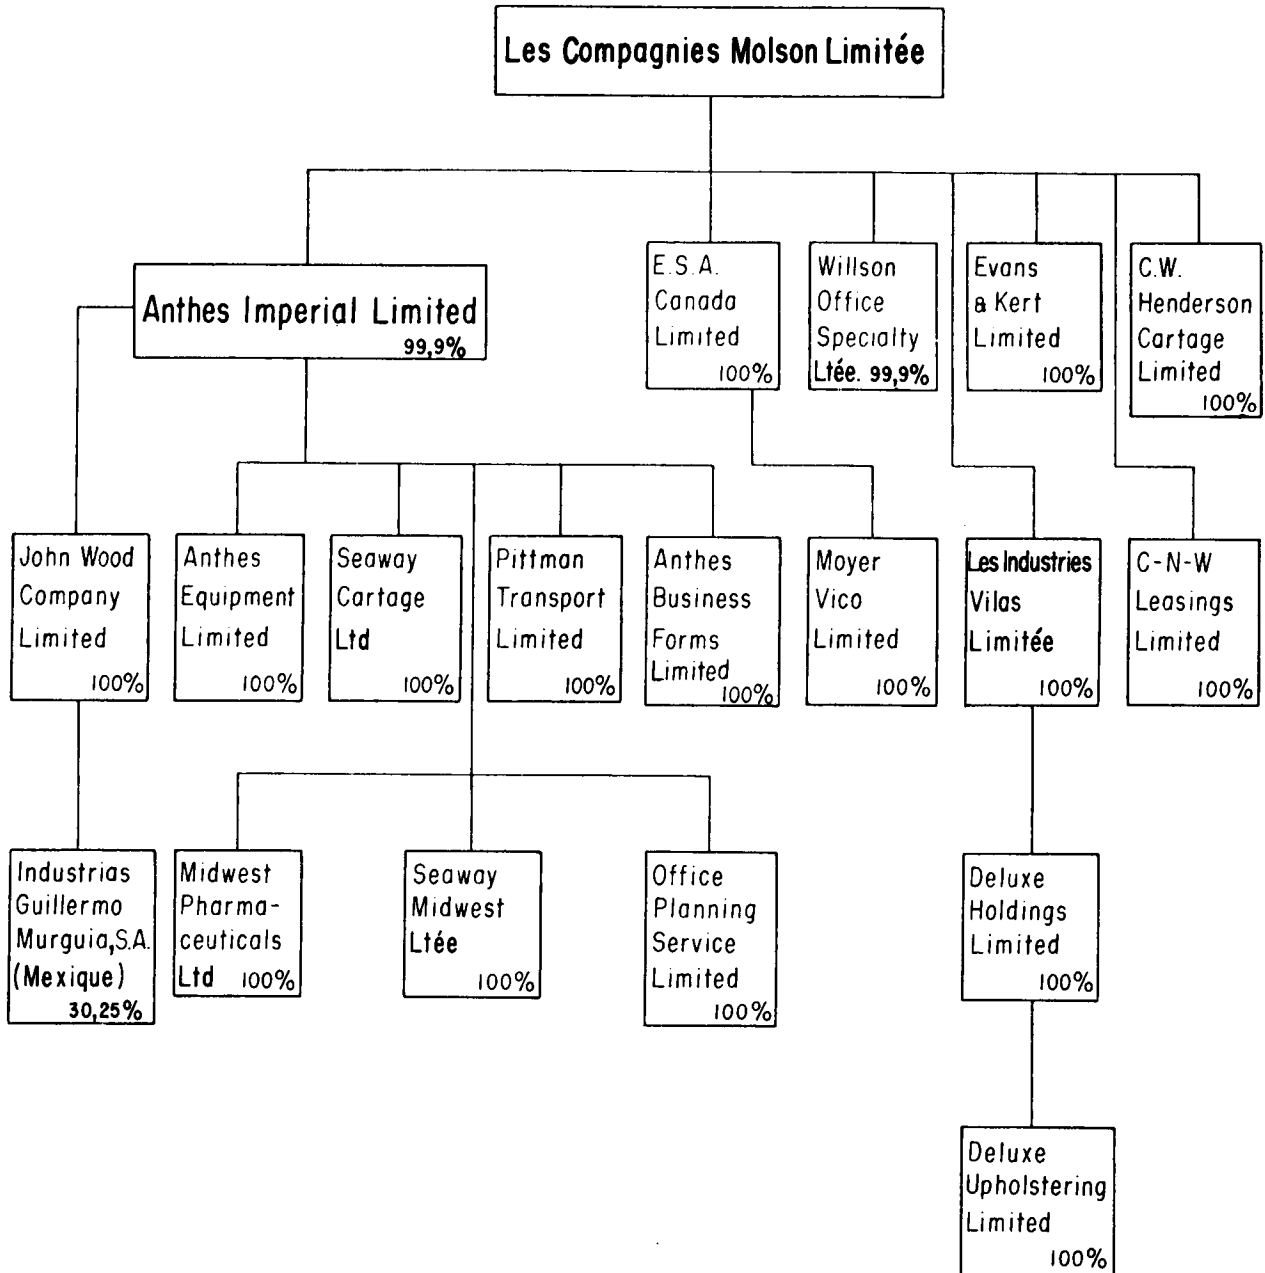 Les Compagnies Molson Limitée
Anthes Imperial Limited
99,9%
E.S.A.
Canada
Limited
100%
Willson
Office
Specialty
Ltée. 99,9%
Evans
& Kert
Limited
100%
C.W.
Henderson
Cartage
Limited
100%
John Wood
Company
Limited
100%
Anthes
Equipment
Limited
100%
Seaway
Cartage
Ltd
100%
Pittman
Transport
Limited
100%
Anthes
Business
Forms
Limited
100%
Moyer
Vico
Limited
100%
Les Industries
Vilas
Limitée
100%
C-N-W
Leasings
Limited
100%
Industrias
Guillermo
Murguia, S.A.
(Mexique)
30,25%
Midwest
Pharma-
ceuticals
Ltd 100%
Seaway
Midwest
Ltée
100%
Office
Planning
Service
Limited
100%
Deluxe
Holdings
Limited
100%
Deluxe
Upholstering
Limited
100%